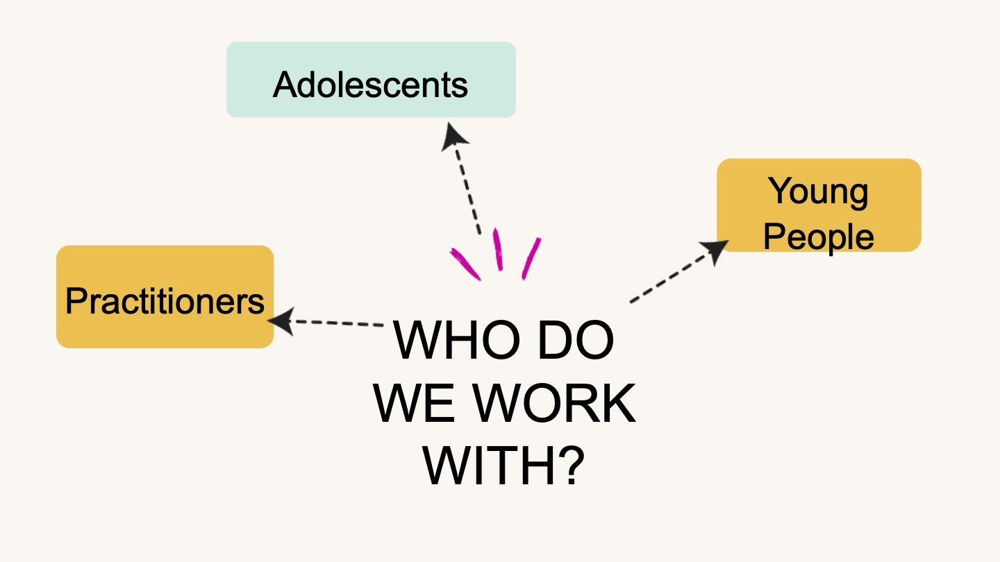 Adolescents
Young
People
Practitioners
WHO DO
WE WORK
WITH?